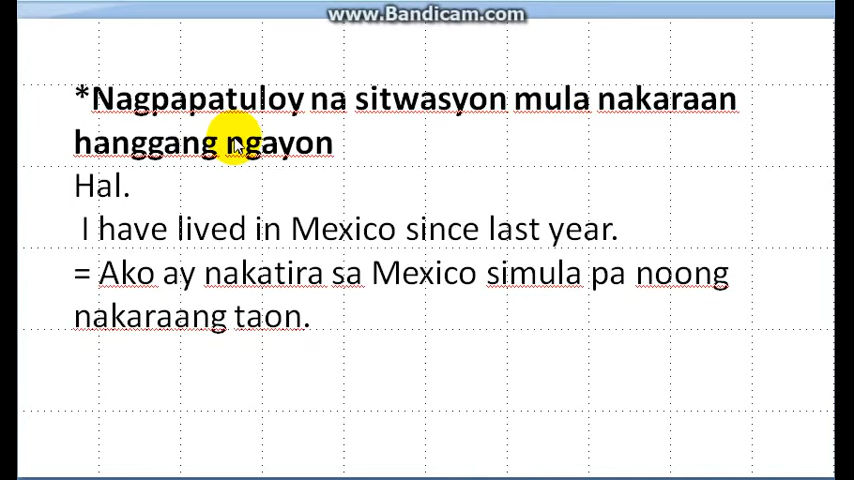 www.Bandicam.com
*Nagpapatuloy na sitwasyon mula nakaraan
hanggang ngayon
Hal.
I have lived in Mexico since last year.
= Ako ay nakatira sa Mexico simula pa noong
nakaraang taon.